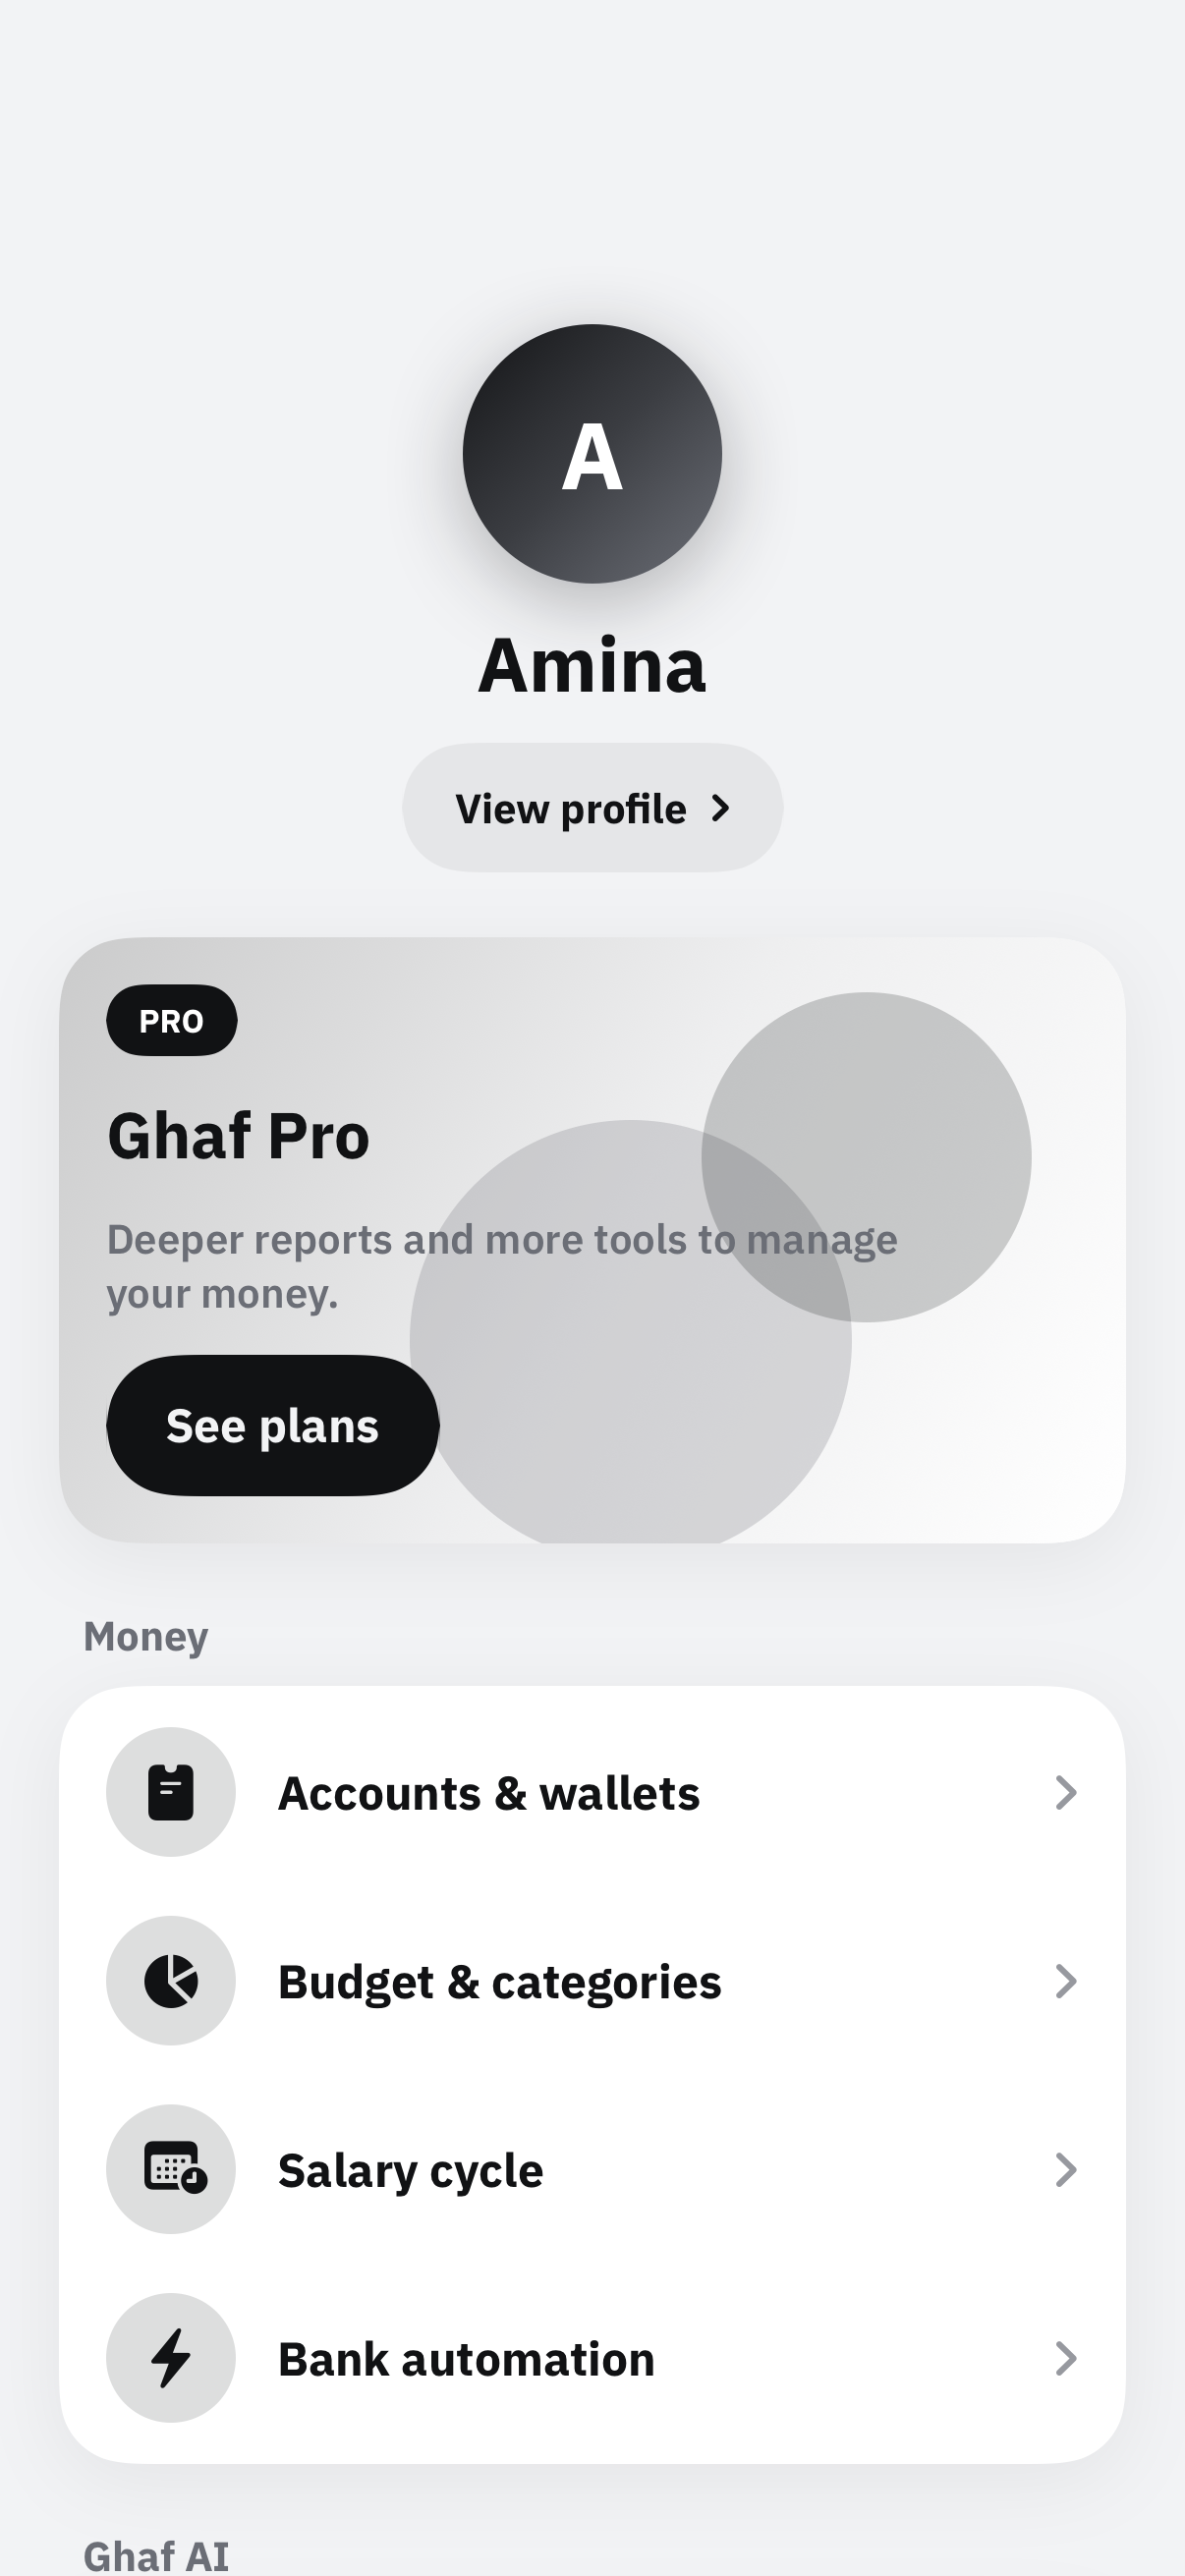 A
Amina
View profile
PRO
Ghaf Pro
Deeper reports and more tools to manage
your money.
See plans
Money
Accounts & wallets
Budget & categories
Salary cycle
Bank automation
Ghaf AI